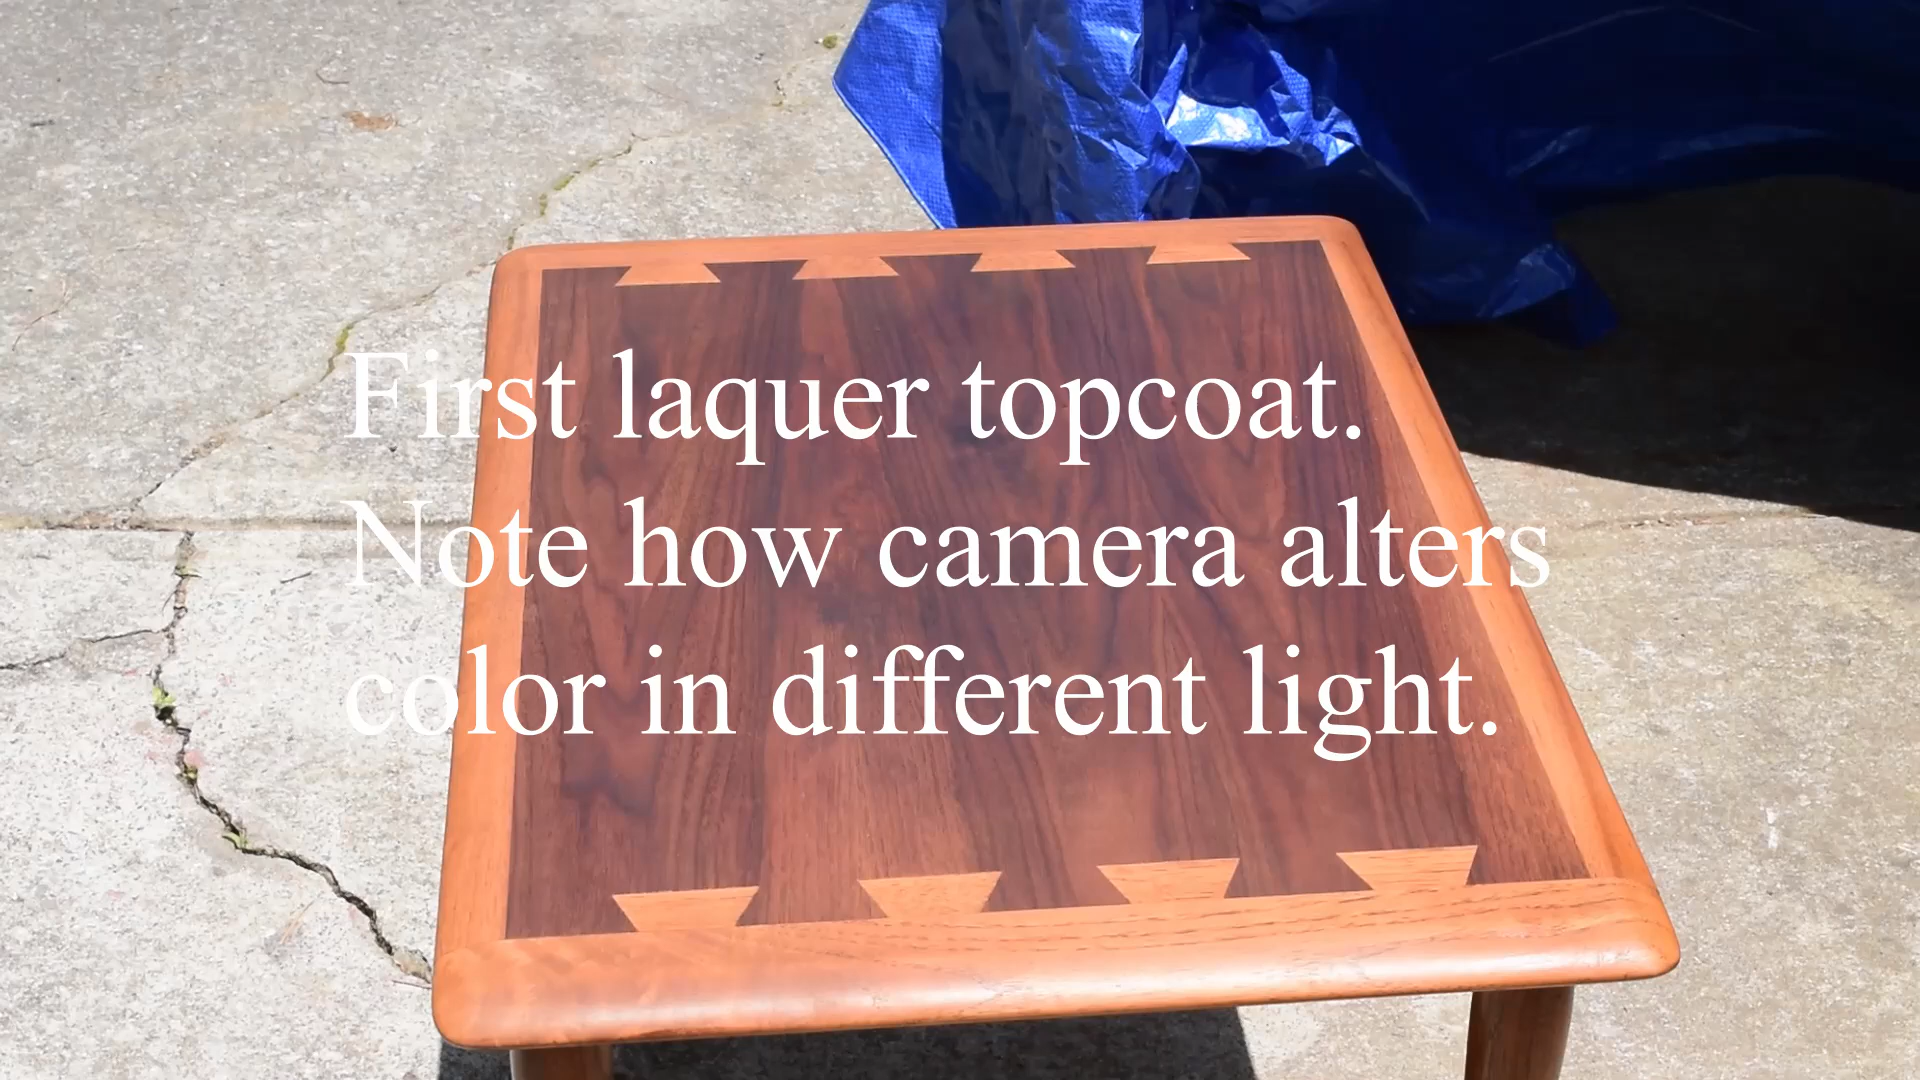 First laquer topcoat.
Note how camera alters
color in different light.